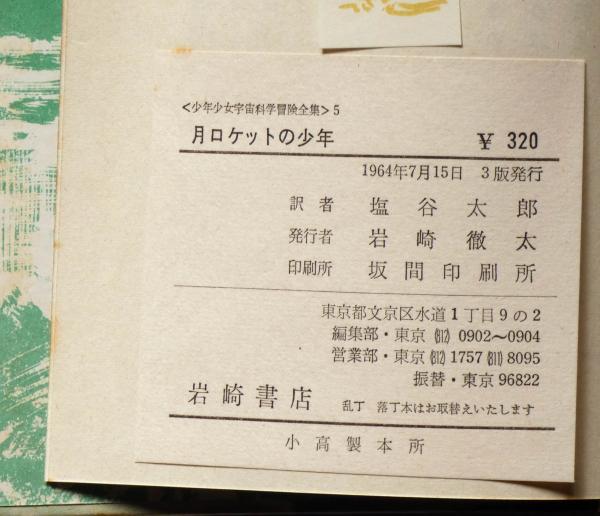 <少年少女宇宙科学冒険全集> 5
月ロケットの少年 ¥ 320
1964年7月15日 3版発行
訳者 塩谷太郎
発行者 岩崎徹太
印刷所 坂間印刷所
東京都文京区水道1丁目9の2
編集部・東京(812) 0902〜0904
営業部・東京(812) 1757(811) 8095
振替・東京 96822
岩崎書店 乱丁 落丁本はお取替えいたします
小高製本所